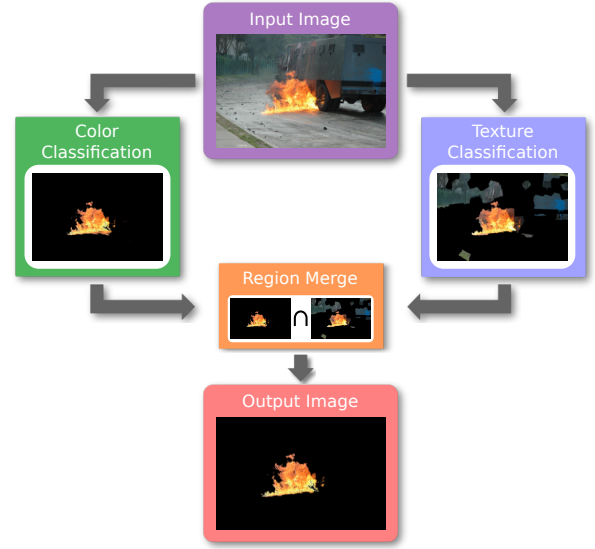 Input Image
Color
Classification
Texture
Classification
Region Merge
∩
Output Image